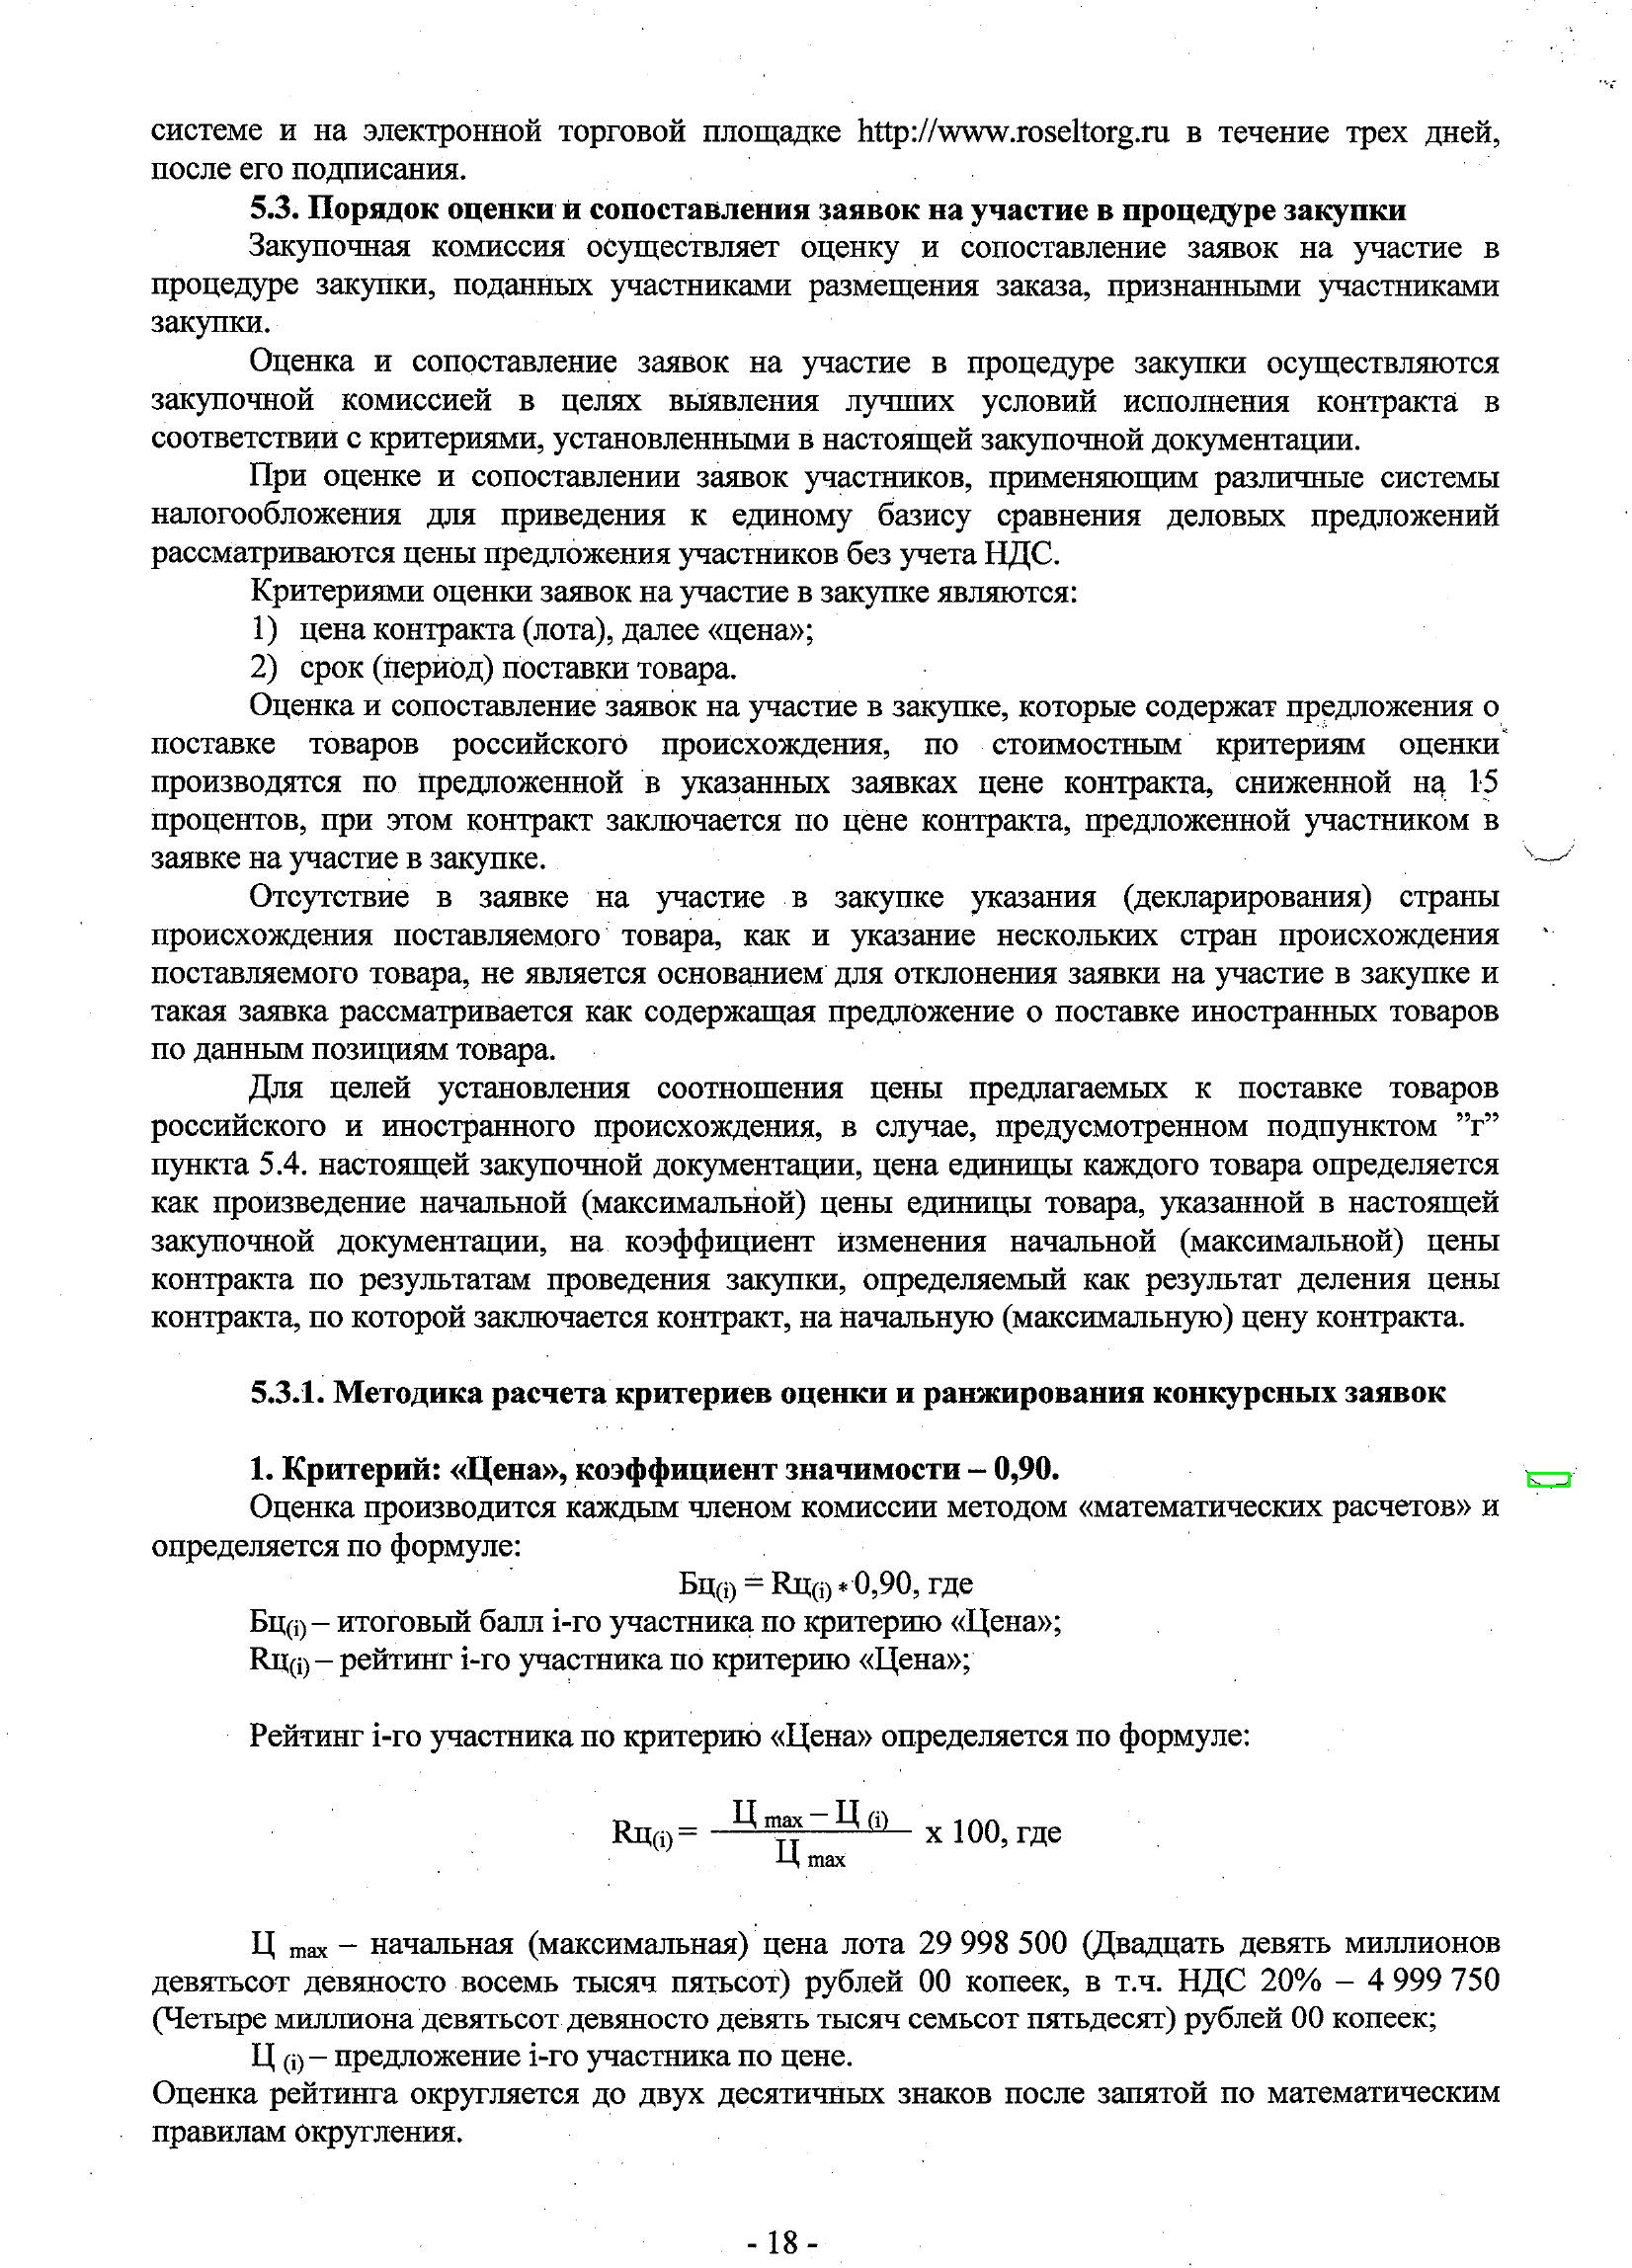 системе и на электронной торговой площадке http://www.roseltorg.ru в течение трех дней,
после его подписания.
5.3. Порядок оценки и сопоставления заявок на участие в процедуре закупки
Закупочная комиссия осуществляет оценку и сопоставление заявок на участие в
процедуре закупки, поданных участниками размещения заказа, признанными участниками
закупки.
Оценка и сопоставление заявок на участие в процедуре закупки осуществляются
закупочной комиссией в целях выявления лучших условий исполнения контракта в
соответствии с критериями, установленными в настоящей закупочной документации.
При оценке и сопоставлении заявок участников, применяющим различные системы
налогообложения для приведения к единому базису сравнения деловых предложений
рассматриваются цены предложения участников без учета НДС.
Критериями оценки заявок на участие в закупке являются:
1) цена контракта (лота), далее «цена»;
2) срок (период) поставки товара.
Оценка и сопоставление заявок на участие в закупке, которые содержат предложения о
поставке товаров российского происхождения, по стоимостным критериям оценки
производятся по предложенной в указанных заявках цене контракта, сниженной на 15
процентов, при этом контракт заключается по цене контракта, предложенной участником в
заявке на участие в закупке.
Отсутствие в заявке на участие в закупке указания (декларирования) страны
происхождения поставляемого товара, как и указание нескольких стран происхождения
поставляемого товара, не является основанием для отклонения заявки на участие в закупке и
такая заявка рассматривается как содержащая предложение о поставке иностранных товаров
по данным позициям товара.
Для целей установления соотношения цены предлагаемых к поставке товаров
российского и иностранного происхождения, в случае, предусмотренном подпунктом ”г”
пункта 5.4. настоящей закупочной документации, цена единицы каждого товара определяется
как произведение начальной (максимальной) цены единицы товара, указанной в настоящей
закупочной документации, на коэффициент изменения начальной (максимальной) цены
контракта по результатам проведения закупки, определяемый как результат деления цены
контракта, по которой заключается контракт, на начальную (максимальную) цену контракта.
5.3.1. Методика расчета критериев оценки и ранжирования конкурсных заявок
1. Критерий: «Цена», коэффициент значимости – 0,90.
Оценка производится каждым членом комиссии методом «математических расчетов» и
определяется по формуле:
Бц(i) = Rц(i) * 0,90, где
Бц(i) – итоговый балл i-го участника по критерию «Цена»;
Rц(i) – рейтинг i-го участника по критерию «Цена»;
Рейтинг i-го участника по критерию «Цена» определяется по формуле:
Ц max – Ц (i)
Rц(i) = x 100, где
Ц max
Ц max – начальная (максимальная) цена лота 29 998 500 (Двадцать девять миллионов
девятьсот девяносто восемь тысяч пятьсот) рублей 00 копеек, в т.ч. НДС 20% – 4 999 750
(Четыре миллиона девятьсот девяносто девять тысяч семьсот пятьдесят) рублей 00 копеек;
Ц (i) – предложение i-го участника по цене.
Оценка рейтинга округляется до двух десятичных знаков после запятой по математическим
правилам округления.
- 18 -